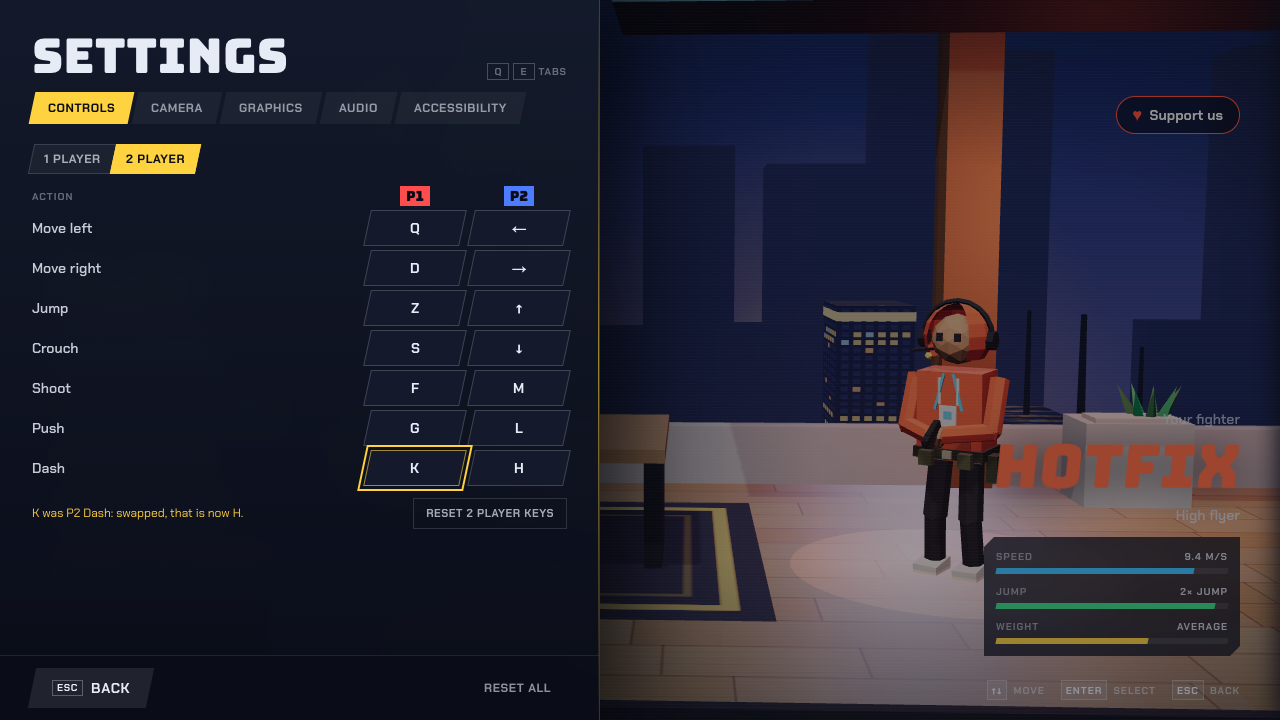 SETTINGS
Q E TABS
CONTROLS CAMERA GRAPHICS AUDIO ACCESSIBILITY
1 PLAYER 2 PLAYER
ACTION P1 P2
Move left Q ←
Move right D →
Jump Z ↑
Crouch S ↓
Shoot F M
Push G L
Dash K H
K was P2 Dash: swapped, that is now H.
RESET 2 PLAYER KEYS
ESC BACK
RESET ALL
♥ Support us
Your fighter
HOTFIX
High flyer
SPEED 9.4 M/S
JUMP 2× JUMP
WEIGHT AVERAGE
↑↓ MOVE ENTER SELECT ESC BACK